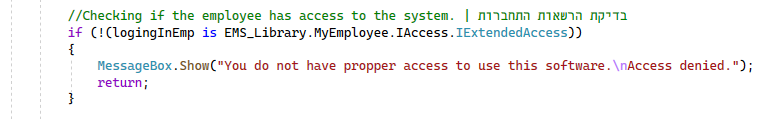 //Checking if the employee has access to the system. | בדיקת הרשאות התחברות
if (!(logingInEmp is EMS_Library.MyEmployee.IAccess.IExtendedAccess))
{
MessageBox.Show("You do not have propper access to use this software.\nAccess denied.");
return;
}